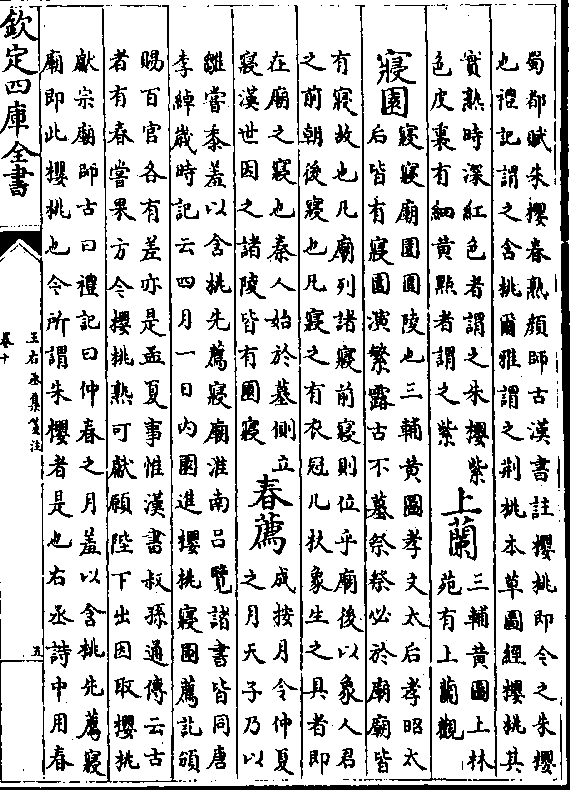 蜀都賦朱櫻春熟顔師古漢書註櫻桃即今之朱櫻
也禮記謂之含桃爾雅謂之荆桃本草圖經櫻桃其
實熟時深紅色者謂之朱櫻紫
色皮裏有細黄點者謂之紫
上蘭
三輔黄圖上林
苑有上蘭觀
寢園
寢寢廟園園陵也三輔黄圖孝文太后孝昭太
后皆有寢園演繁露古不墓祭祭必於廟廟皆
有寢故也凡廟列諸寢前寢則位乎廟後以象人君
之前朝後寢也凡寢之有衣冠几杖象生之具者即
在廟之寢也秦人始於墓側立
寢漢世因之諸陵皆有園寢
春薦
成按月令仲夏
之月天子乃以
雛嘗黍羞以含桃先薦寢廟淮南吕覽諸書皆同唐
李綽歲時記云四月一日内園進櫻桃寢園薦訖頒
賜百官各有差亦是孟夏事惟漢書叔孫通傳云古
者有春嘗果方今櫻桃熟可獻願陛下出因取櫻桃
獻宗廟師古曰禮記曰仲春之月羞以含桃先薦寢
廟即此櫻桃也今所謂朱櫻者是也右丞詩中用春
欽定四庫全書
王右丞集箋注
卷十
五